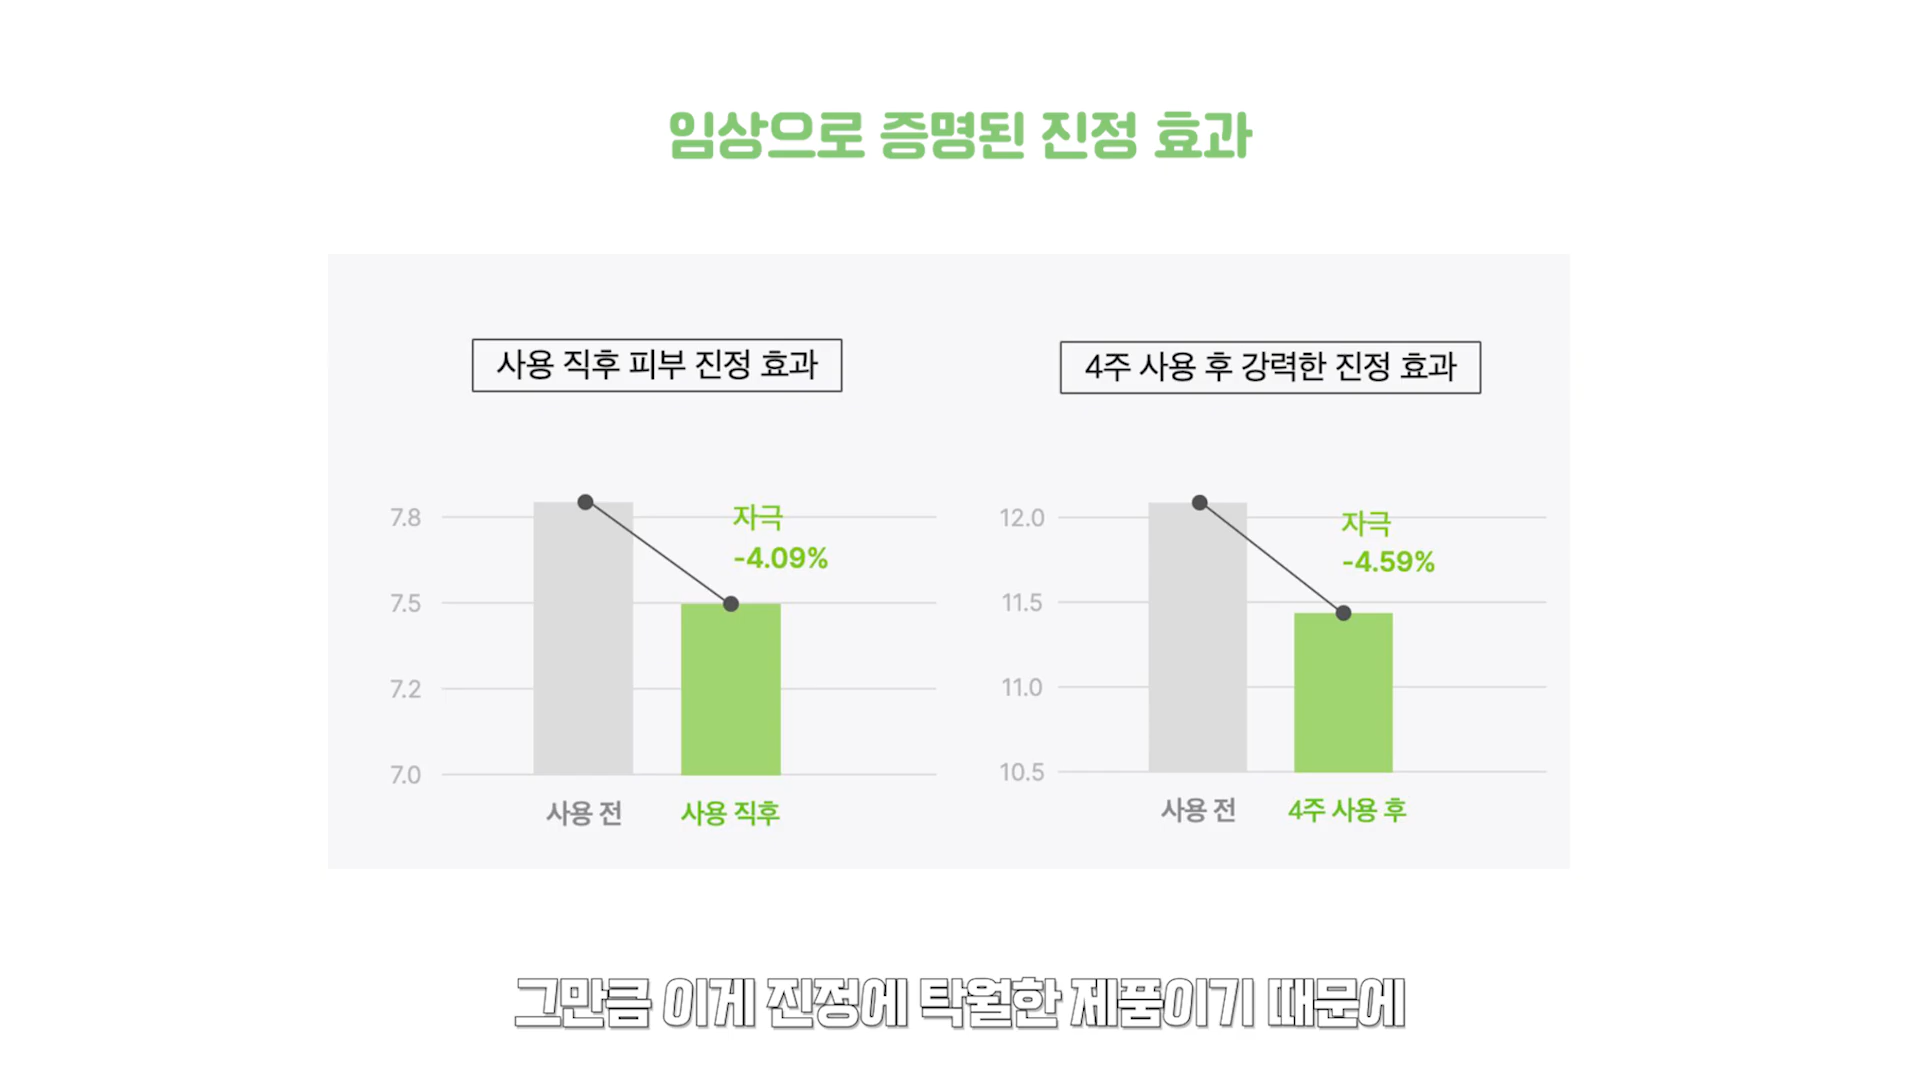 임상으로 증명된 진정 효과
사용 직후 피부 진정 효과
7.8
7.5
7.2
7.0
자극
-4.09%
사용 전
사용 직후
4주 사용 후 강력한 진정 효과
12.0
11.5
11.0
10.5
자극
-4.59%
사용 전
4주 사용 후
그만큼 이게 진정에 탁월한 제품이기 때문에